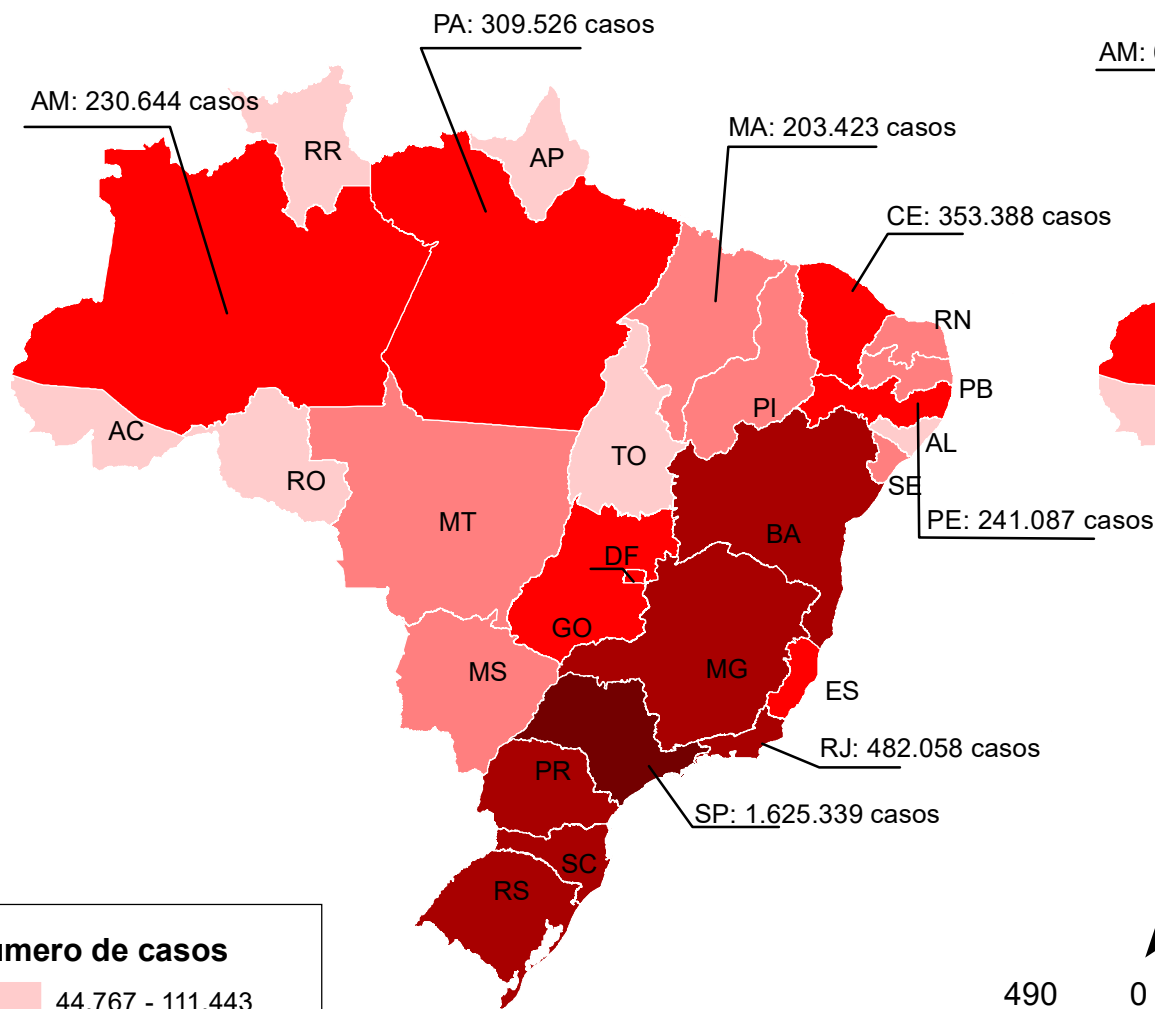 PA: 309.526 casos
AM:
AM: 230.644 casos
MA: 203.423 casos
RR
AP
CE: 353.388 casos
RN
PB
PI
AC
AL
TO
RO
SE
MT
PE: 241.087 casos
BA
DF
GO
MG
MS
ES
RJ: 482.058 casos
PR
SP: 1.625.339 casos
SC
RS
úmero de casos
44.767 - 111.443
490 0